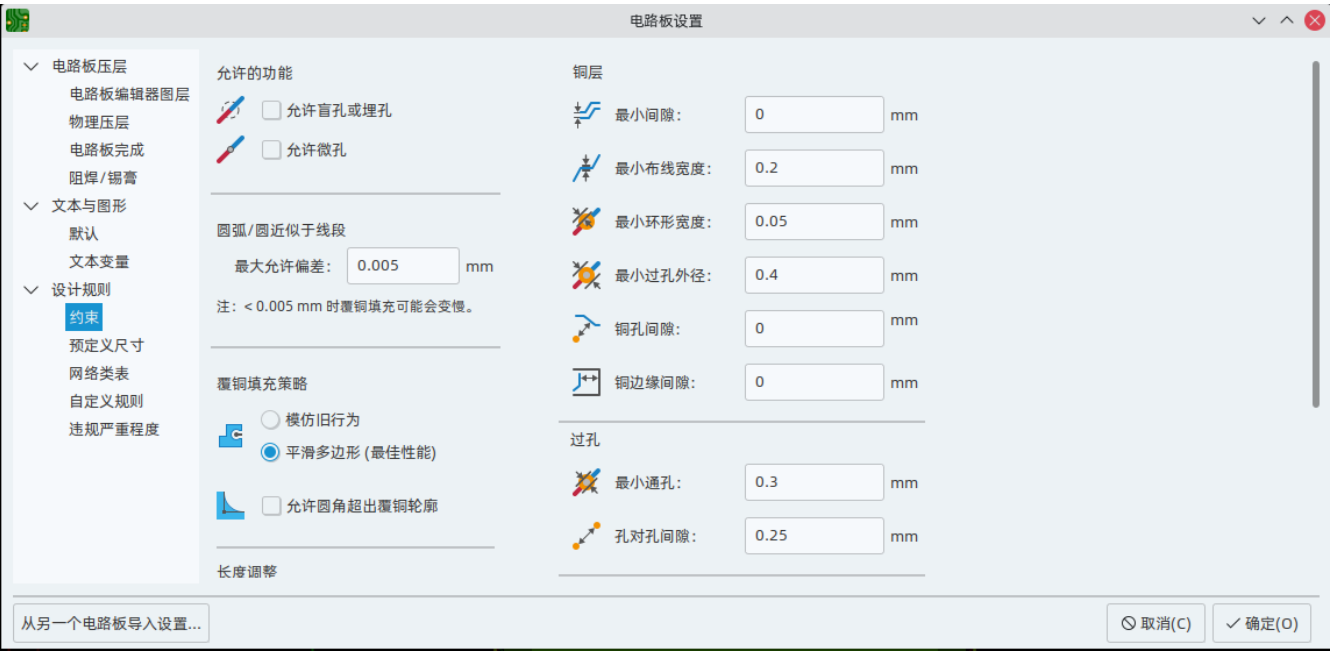 电路板设置
电路板压层
电路板编辑器图层
物理压层
电路板完成
阻焊/锡膏
文本与图形
默认
文本变量
设计规则
约束
预定义尺寸
网络类表
自定义规则
违规严重程度
允许的功能
允许盲孔或埋孔
允许微孔
圆弧/圆近似于线段
最大允许偏差: 0.005 mm
注: < 0.005 mm 时覆铜填充可能会变慢。
覆铜填充策略
模仿旧行为
平滑多边形 (最佳性能)
允许圆角超出覆铜轮廓
长度调整
铜层
最小间隙: 0 mm
最小布线宽度: 0.2 mm
最小环形宽度: 0.05 mm
最小过孔外径: 0.4 mm
铜孔间隙: 0 mm
铜边缘间隙: 0 mm
过孔
最小通孔: 0.3 mm
孔对孔间隙: 0.25 mm
从另一个电路板导入设置...
取消(C)
确定(O)